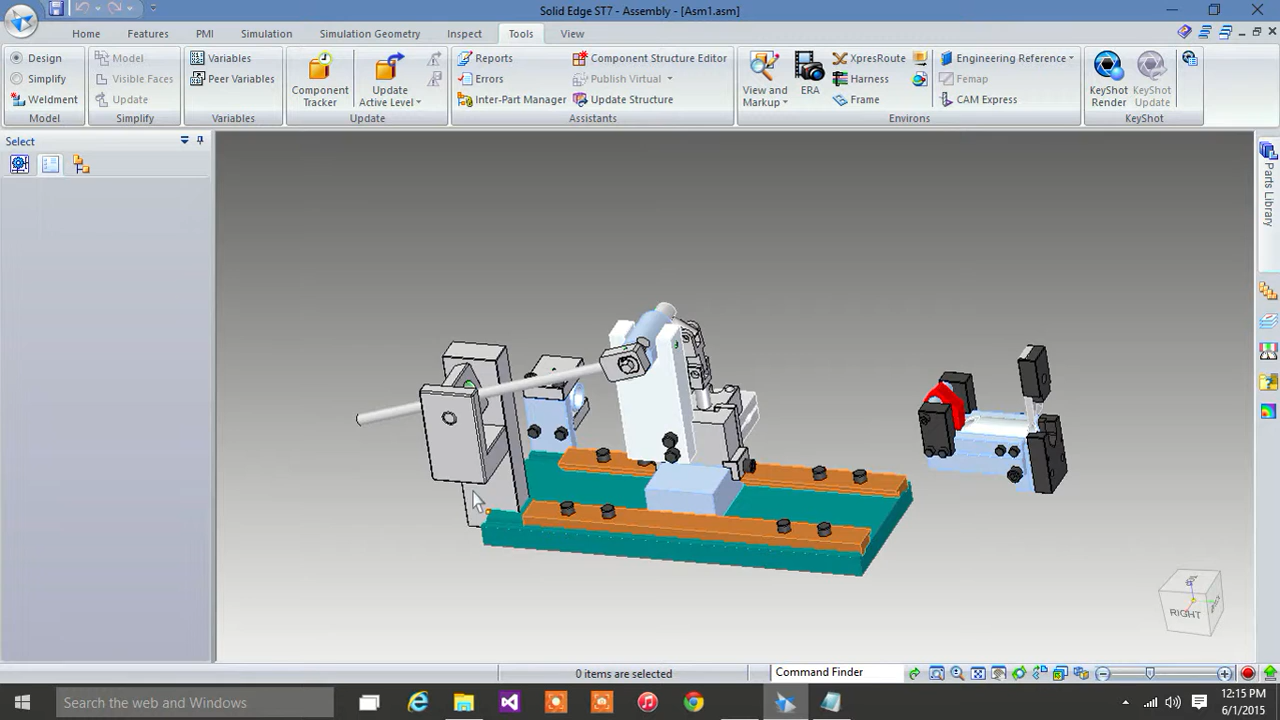 Solid Edge ST7 - Assembly - [Asm1.asm]
Home Features PMI Simulation Simulation Geometry Inspect Tools View
Design
Simplify
Weldment
Model
Model
Visible Faces
Update
Simplify
Variables
Peer Variables
Variables
Component Tracker
Update Active Level
Update
Reports
Errors
Inter-Part Manager
Component Structure Editor
Publish Virtual
Update Structure
Assistants
View and Markup
ERA
XpresRoute
Harness
Frame
Engineering Reference
Femap
CAM Express
Environs
KeyShot Render
KeyShot Update
KeyShot
Select
Parts Library
RIGHT
0 items are selected
Command Finder
Search the web and Windows
12:15 PM
6/1/2015